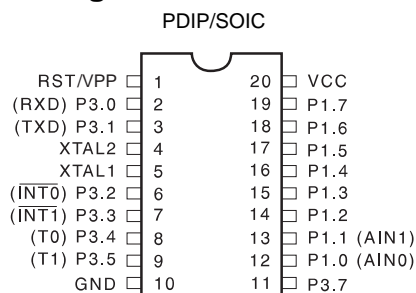 PDIP/SOIC
RST/VPP 1 20 VCC
(RXD) P3.0 2 19 P1.7
(TXD) P3.1 3 18 P1.6
XTAL2 4 17 P1.5
XTAL1 5 16 P1.4
(INT0) P3.2 6 15 P1.3
(INT1) P3.3 7 14 P1.2
(T0) P3.4 8 13 P1.1 (AIN1)
(T1) P3.5 9 12 P1.0 (AIN0)
GND 10 11 P3.7